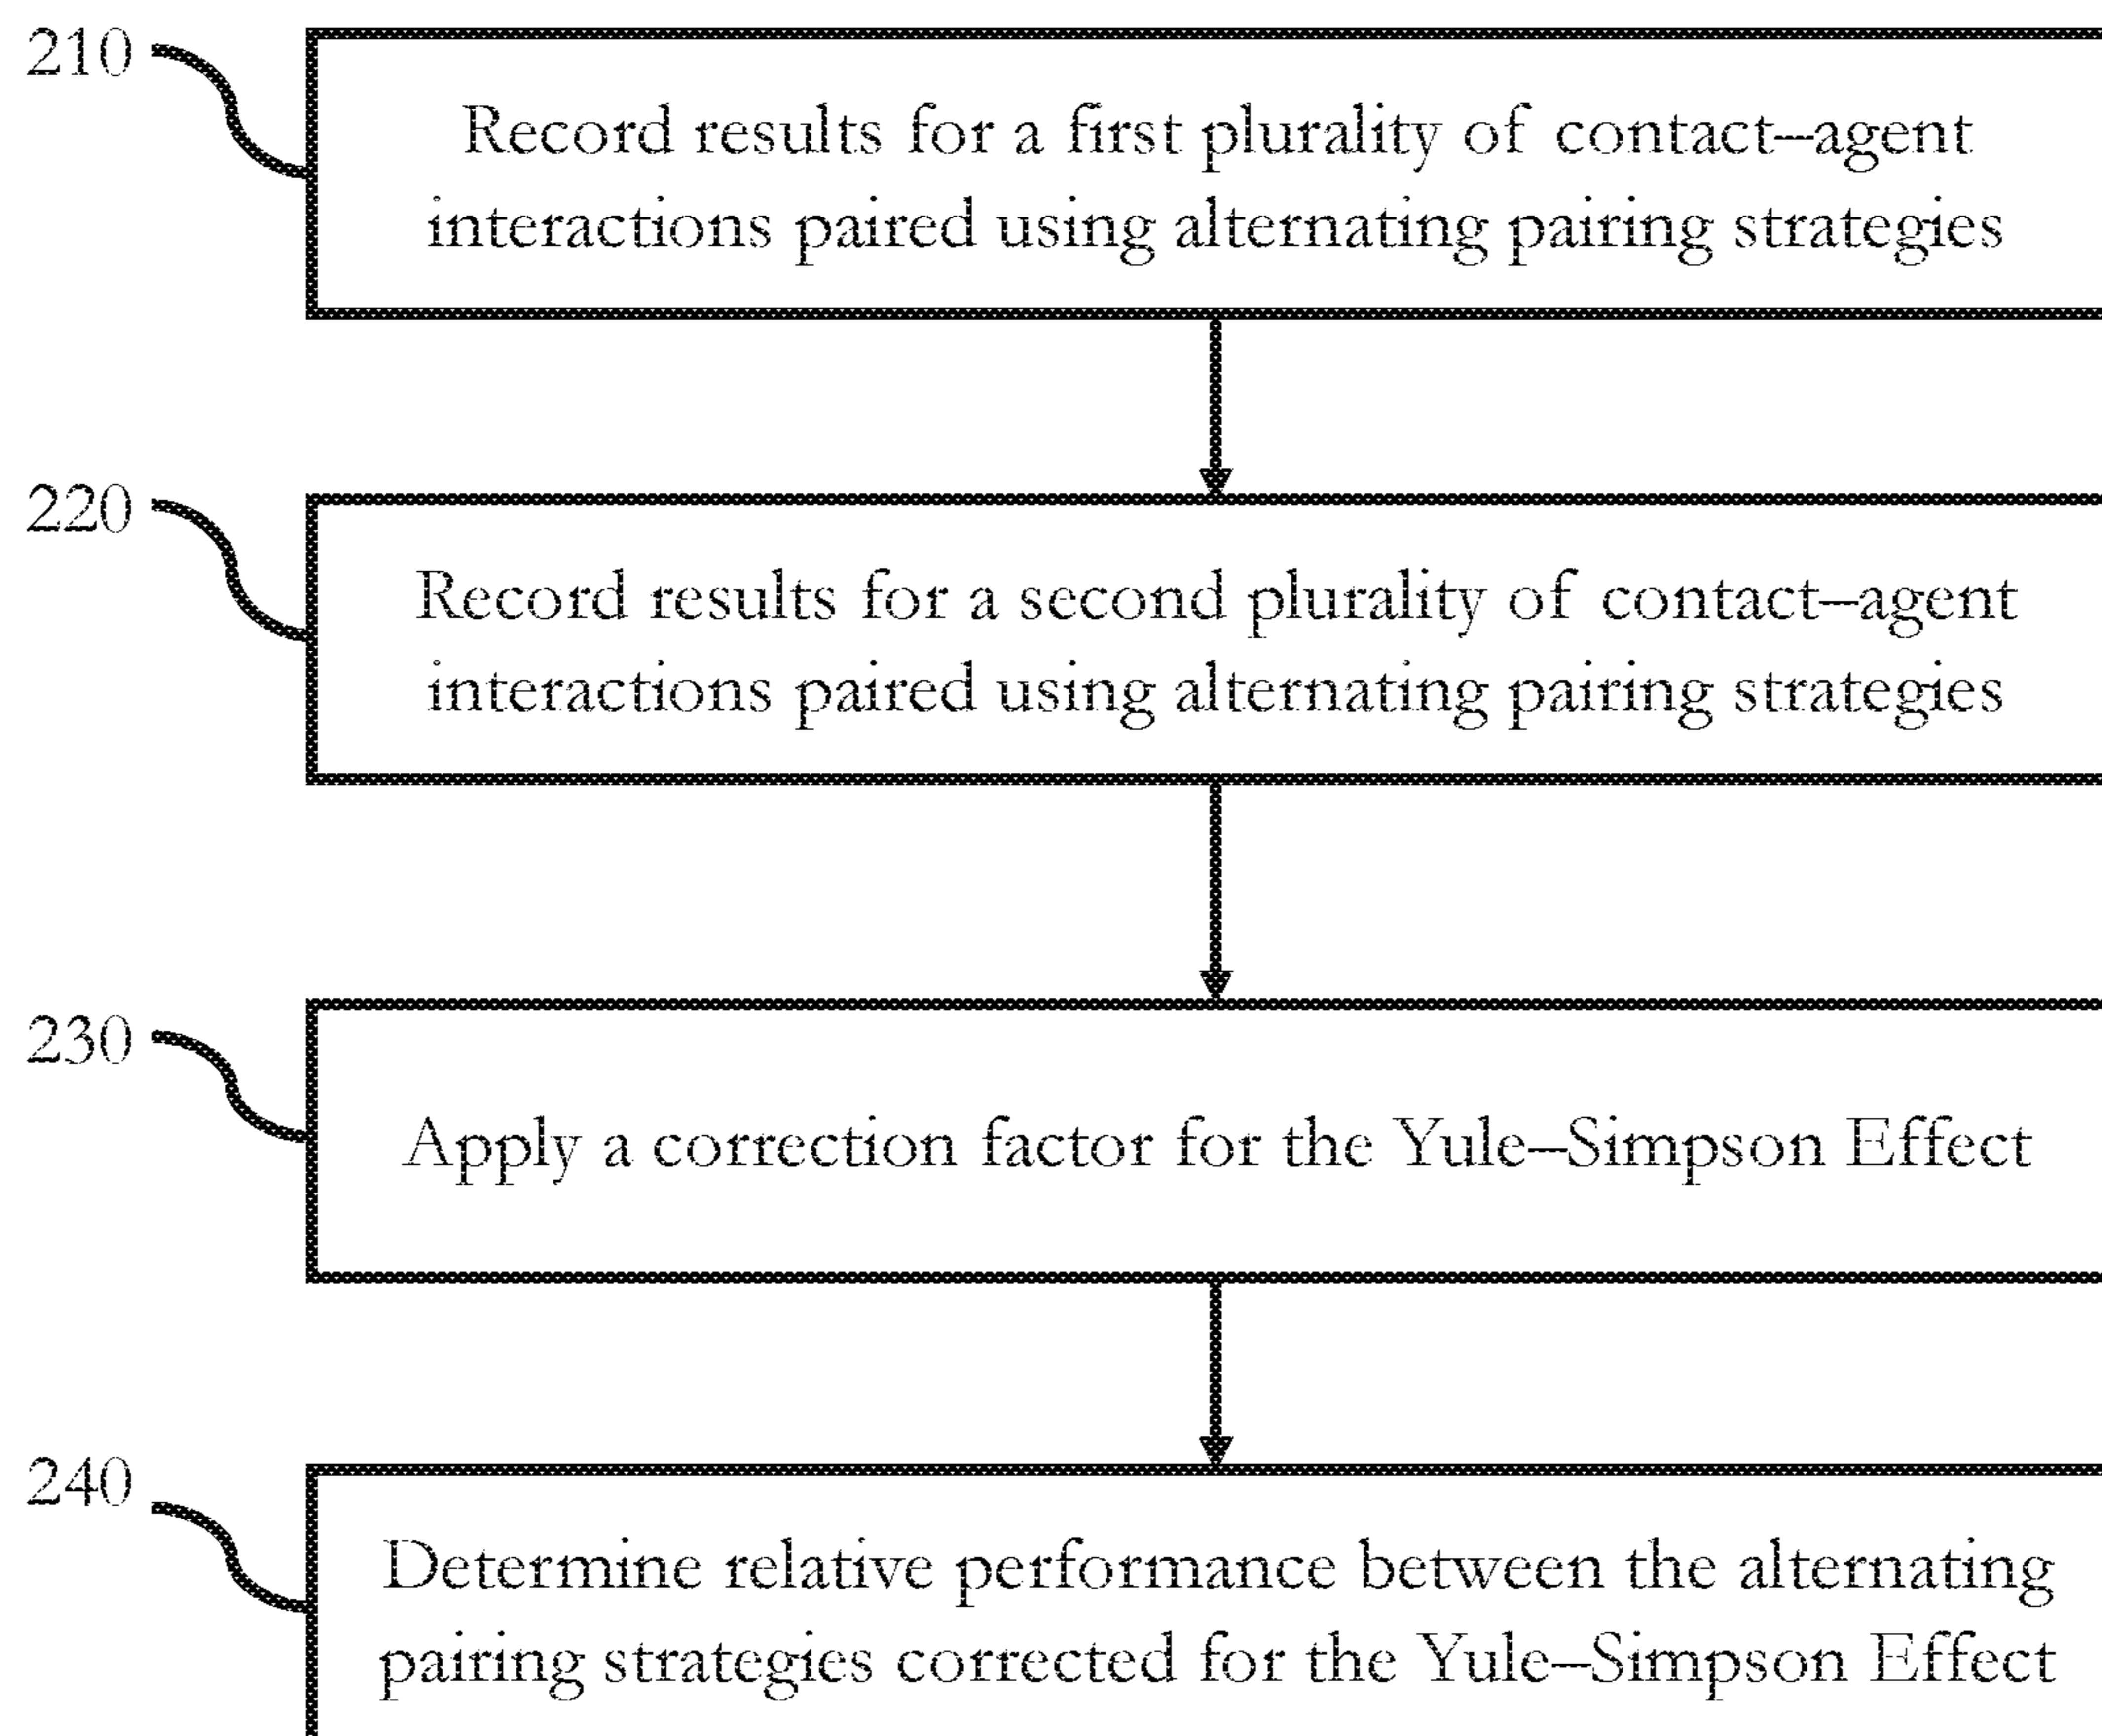 210
Record results for a first plurality of contact–agent
interactions paired using alternating pairing strategies
220
Record results for a second plurality of contact–agent
interactions paired using alternating pairing strategies
230
Apply a correction factor for the Yule–Simpson Effect
240
Determine relative performance between the alternating
pairing strategies corrected for the Yule–Simpson Effect